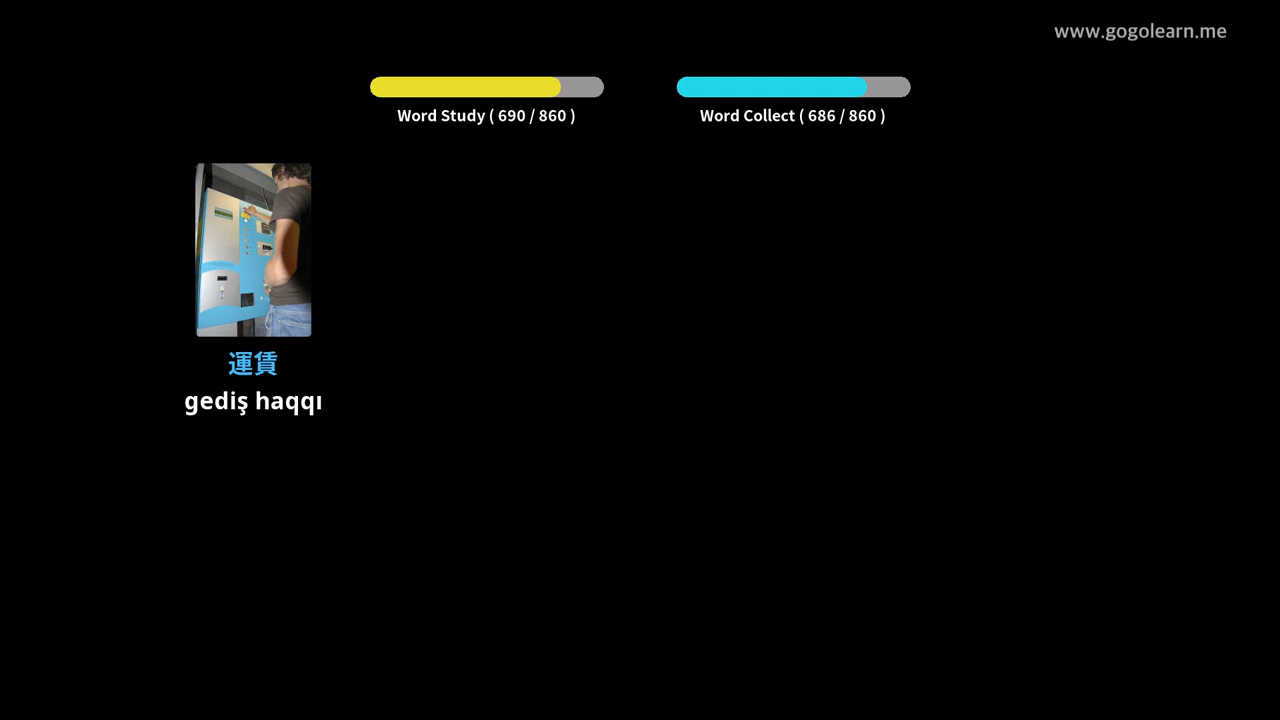 www.gogolearn.me
Word Study ( 690 / 860 )
Word Collect ( 686 / 860 )
運賃
gediş haqqı